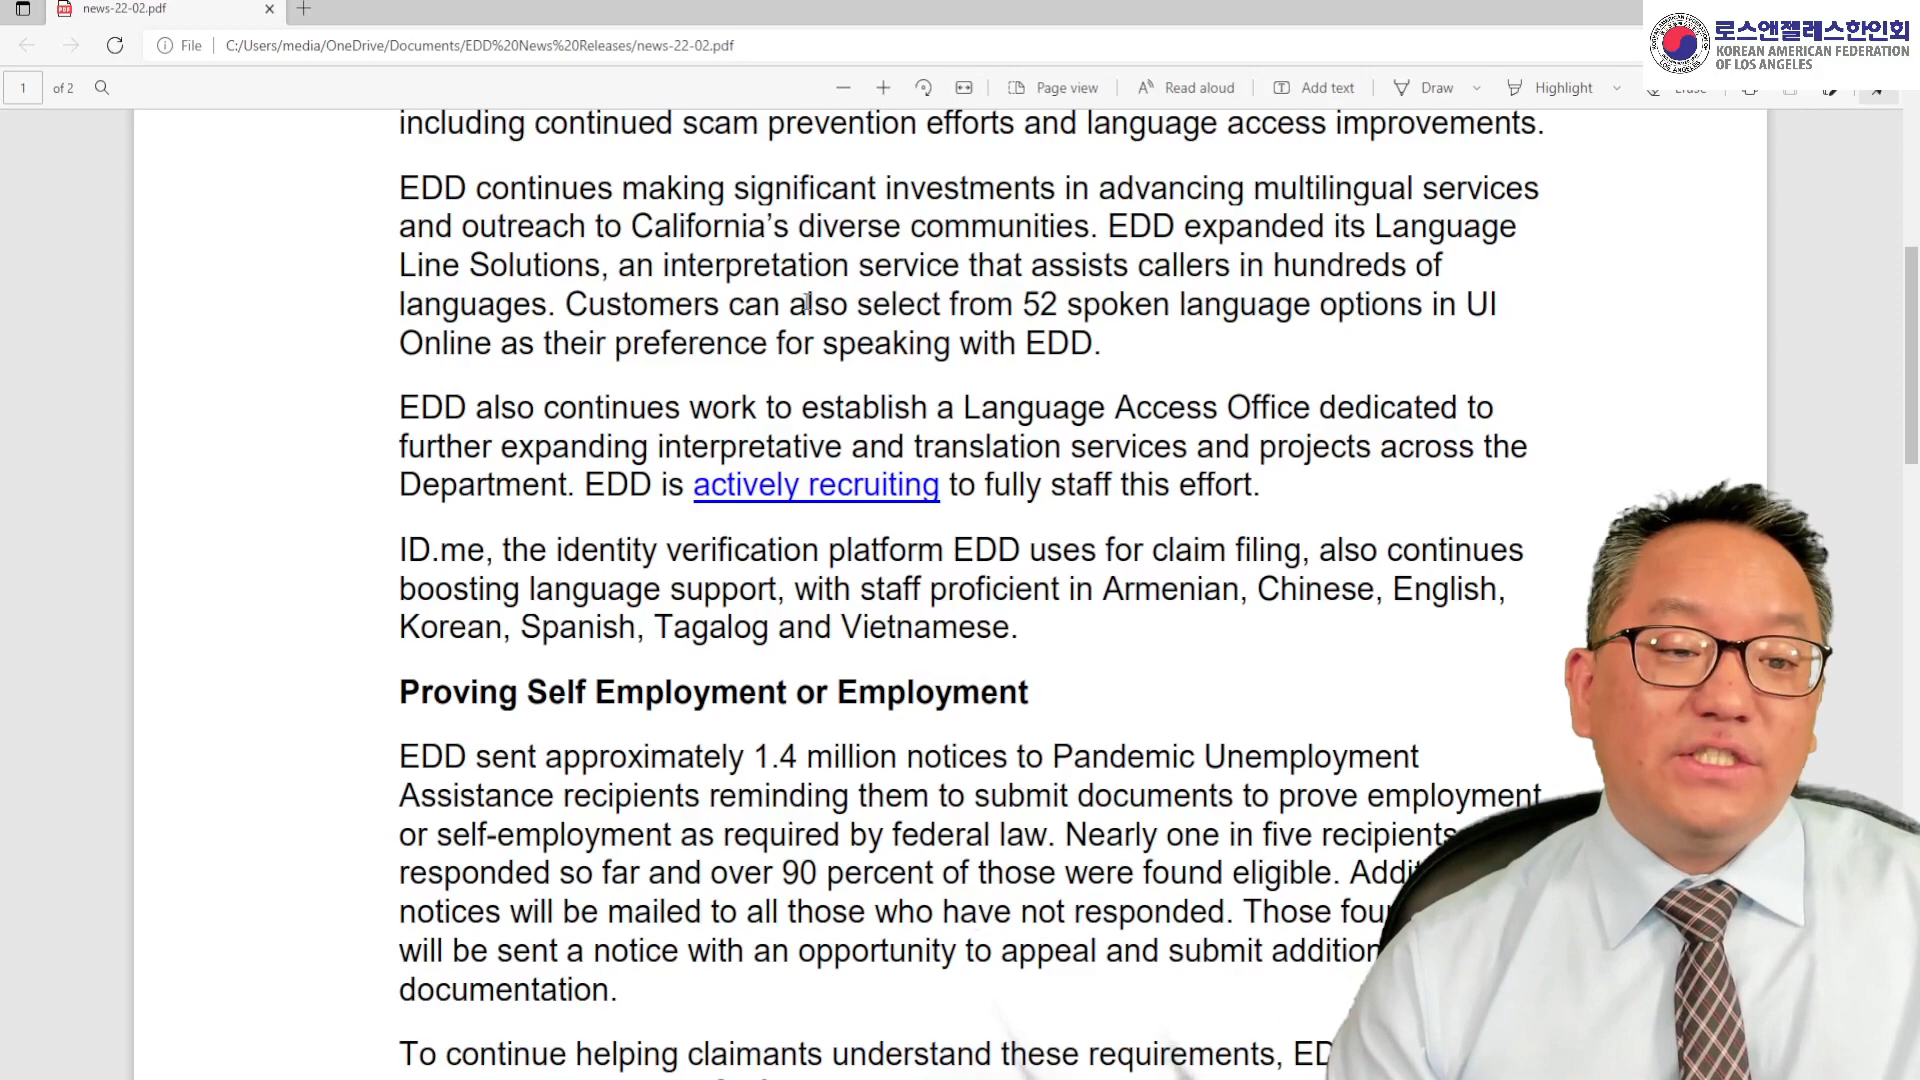 news-22-02.pdf
File C:/Users/media/OneDrive/Documents/EDD%20News%20Releases/news-22-02.pdf
로스앤젤레스한인회
KOREAN AMERICAN FEDERATION
OF LOS ANGELES
1 of 2 Page view Read aloud Add text Draw Highlight Erase
including continued scam prevention efforts and language access improvements.
EDD continues making significant investments in advancing multilingual services
and outreach to California's diverse communities. EDD expanded its Language
Line Solutions, an interpretation service that assists callers in hundreds of
languages. Customers can also select from 52 spoken language options in UI
Online as their preference for speaking with EDD.
EDD also continues work to establish a Language Access Office dedicated to
further expanding interpretative and translation services and projects across the
Department. EDD is actively recruiting to fully staff this effort.
ID.me, the identity verification platform EDD uses for claim filing, also continues
boosting language support, with staff proficient in Armenian, Chinese, English,
Korean, Spanish, Tagalog and Vietnamese.
Proving Self Employment or Employment
EDD sent approximately 1.4 million notices to Pandemic Unemployment
Assistance recipients reminding them to submit documents to prove employment
or self-employment as required by federal law. Nearly one in five recipients
responded so far and over 90 percent of those were found eligible.
notices will be mailed to all those who have not responded. Those
will be sent a notice with an opportunity to appeal and submit
documentation.
To continue helping claimants understand these requirements,